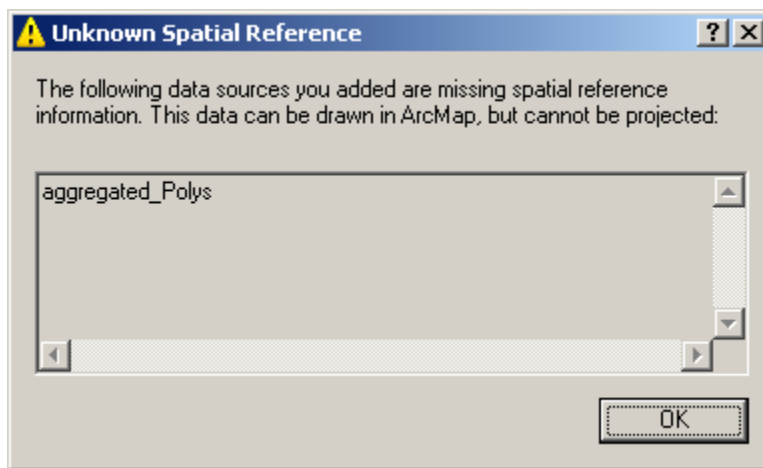 Unknown Spatial Reference
The following data sources you added are missing spatial reference
information. This data can be drawn in ArcMap, but cannot be projected:
aggregated_Polys
OK